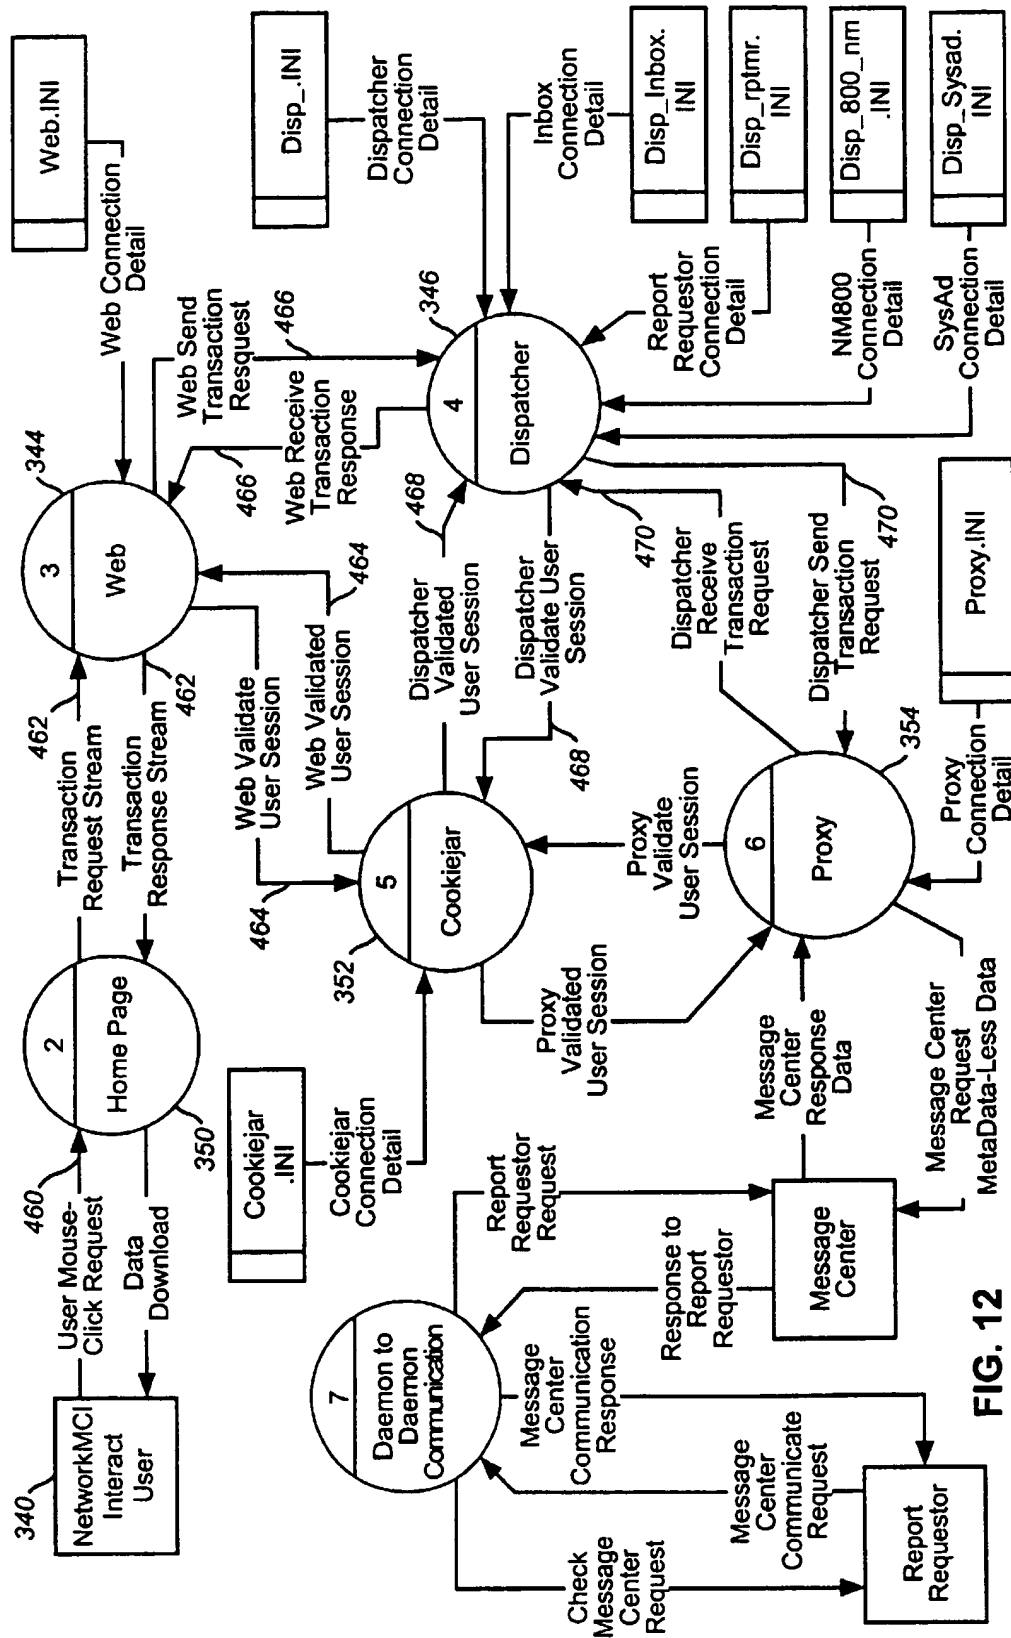 340
NetworkMCI
Interact
User
User Mouse-
Click Request
460
Data
Download
2
Home Page
350
Transaction
Request Stream
462
Transaction
Response Stream
462
3
Web
344
Web Connection
Detail
Web.INI
Web Validate
User Session
464
Web Validated
User Session
464
Web Send
Transaction
Resquest
466
Web Receive
Transaction
Response
466
Disp_.INI
Dispatcher
Connection
Detail
Cookiejar
.INI
Cookiejar
Connection
Detail
352
5
Cookiejar
Dispatcher
Validated
User Session
468
Dispatcher
Validate User
Session
468
4
Dispatcher
346
Inbox
Connection
Detail
Disp_Inbox.
INI
Report
Requestor
Connection
Detail
Disp_rptmr.
INI
NM800
Connection
Detail
Disp_800_nm
.INI
SysAd
Connection
Detail
Disp_Sysad.
INI
7
Daemon to
Daemon
Communication
Report
Requestor
Request
Response to
Report
Requestor
Message
Center
Communication
Response
Message
Center
Communicate
Request
Check
Message
Center
Request
Report
Requestor
Message
Center
Message
Center
Response
Data
Message Center
Request
MetaData-Less Data
Proxy
Validated
User Session
Proxy
Validate
User Session
6
Proxy
354
Dispatcher
Receive
Transaction
Request
470
Dispatcher Send
Transaction
Request
470
Proxy
Connection
Detail
Proxy.INI
FIG. 12